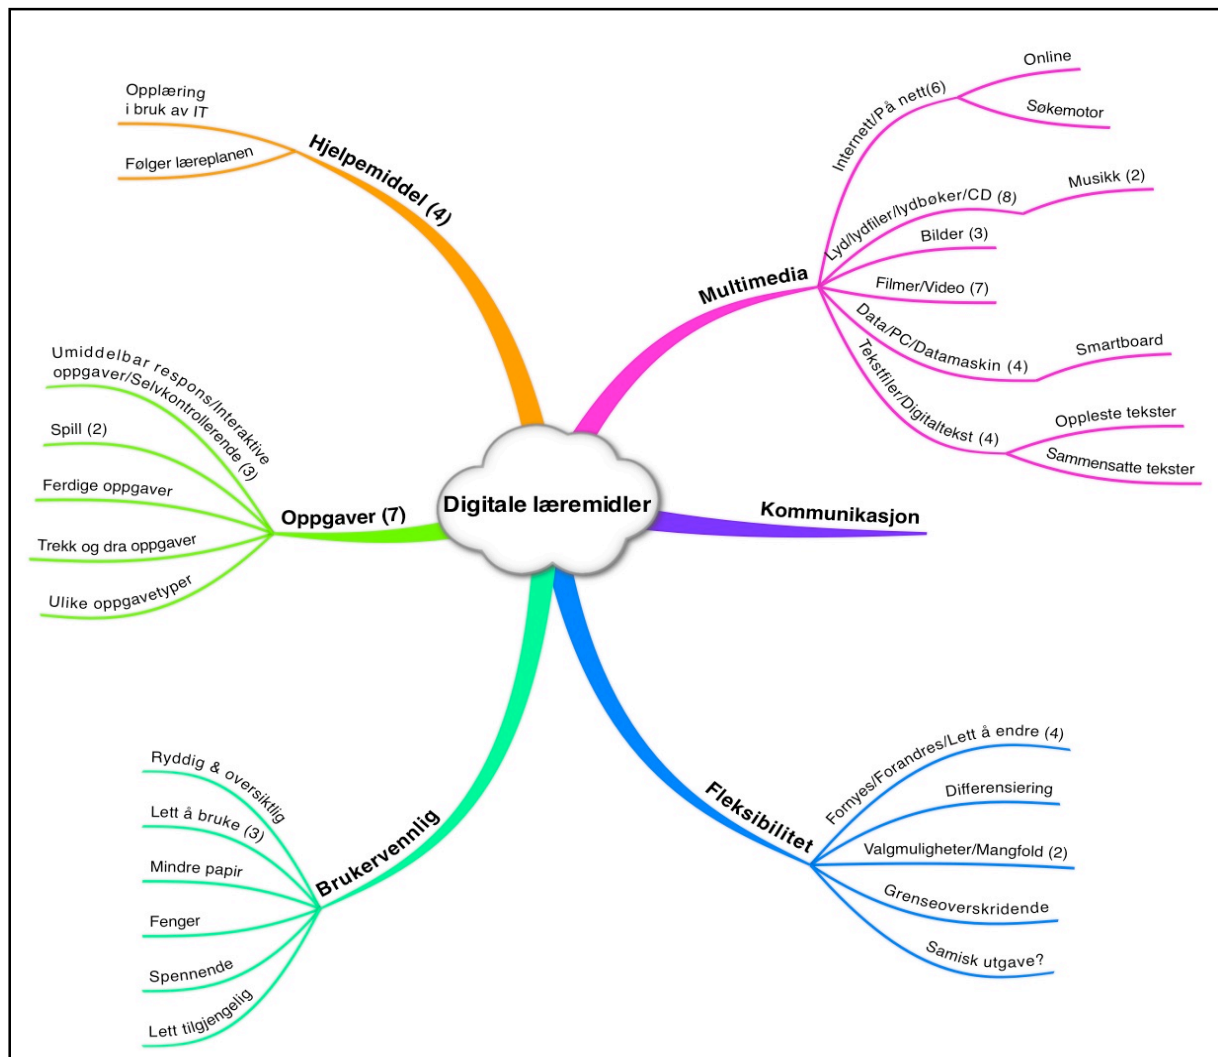 Digitale læremidler
Hjelpemiddel (4)
Opplæring
i bruk av IT
Følger læreplanen
Multimedia
Internett/På nett(6)
Online
Søkemotor
Lyd/lydfiler/lydbøker/CD (8)
Musikk (2)
Bilder (3)
Filmer/Video (7)
Data/PC/Datamaskin (4)
Smartboard
Tekstfiler/Digitaltekst (4)
Oppleste tekster
Sammensatte tekster
Kommunikasjon
Fleksibilitet
Fornyes/Forandres/Lett å endre (4)
Differensiering
Valgmuligheter/Mangfold (2)
Grenseoverskridende
Samisk utgave?
Brukervennlig
Ryddig & oversiktlig
Lett å bruke (3)
Mindre papir
Fenger
Spennende
Lett tilgjengelig
Oppgaver (7)
Umiddelbar respons/Interaktive
oppgaver/Selvkontrollerende (3)
Spill (2)
Ferdige oppgaver
Trekk og dra oppgaver
Ulike oppgavetyper